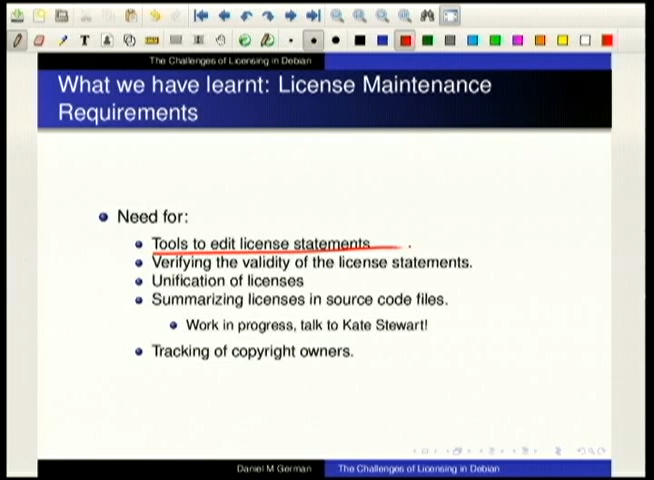 The Challenges of Licensing in Debian
What we have learnt: License Maintenance
Requirements
Need for:
Tools to edit license statements
Verifying the validity of the license statements.
Unification of licenses
Summarizing licenses in source code files.
Work in progress, talk to Kate Stewart!
Tracking of copyright owners.
Daniel M German The Challenges of Licensing in Debian